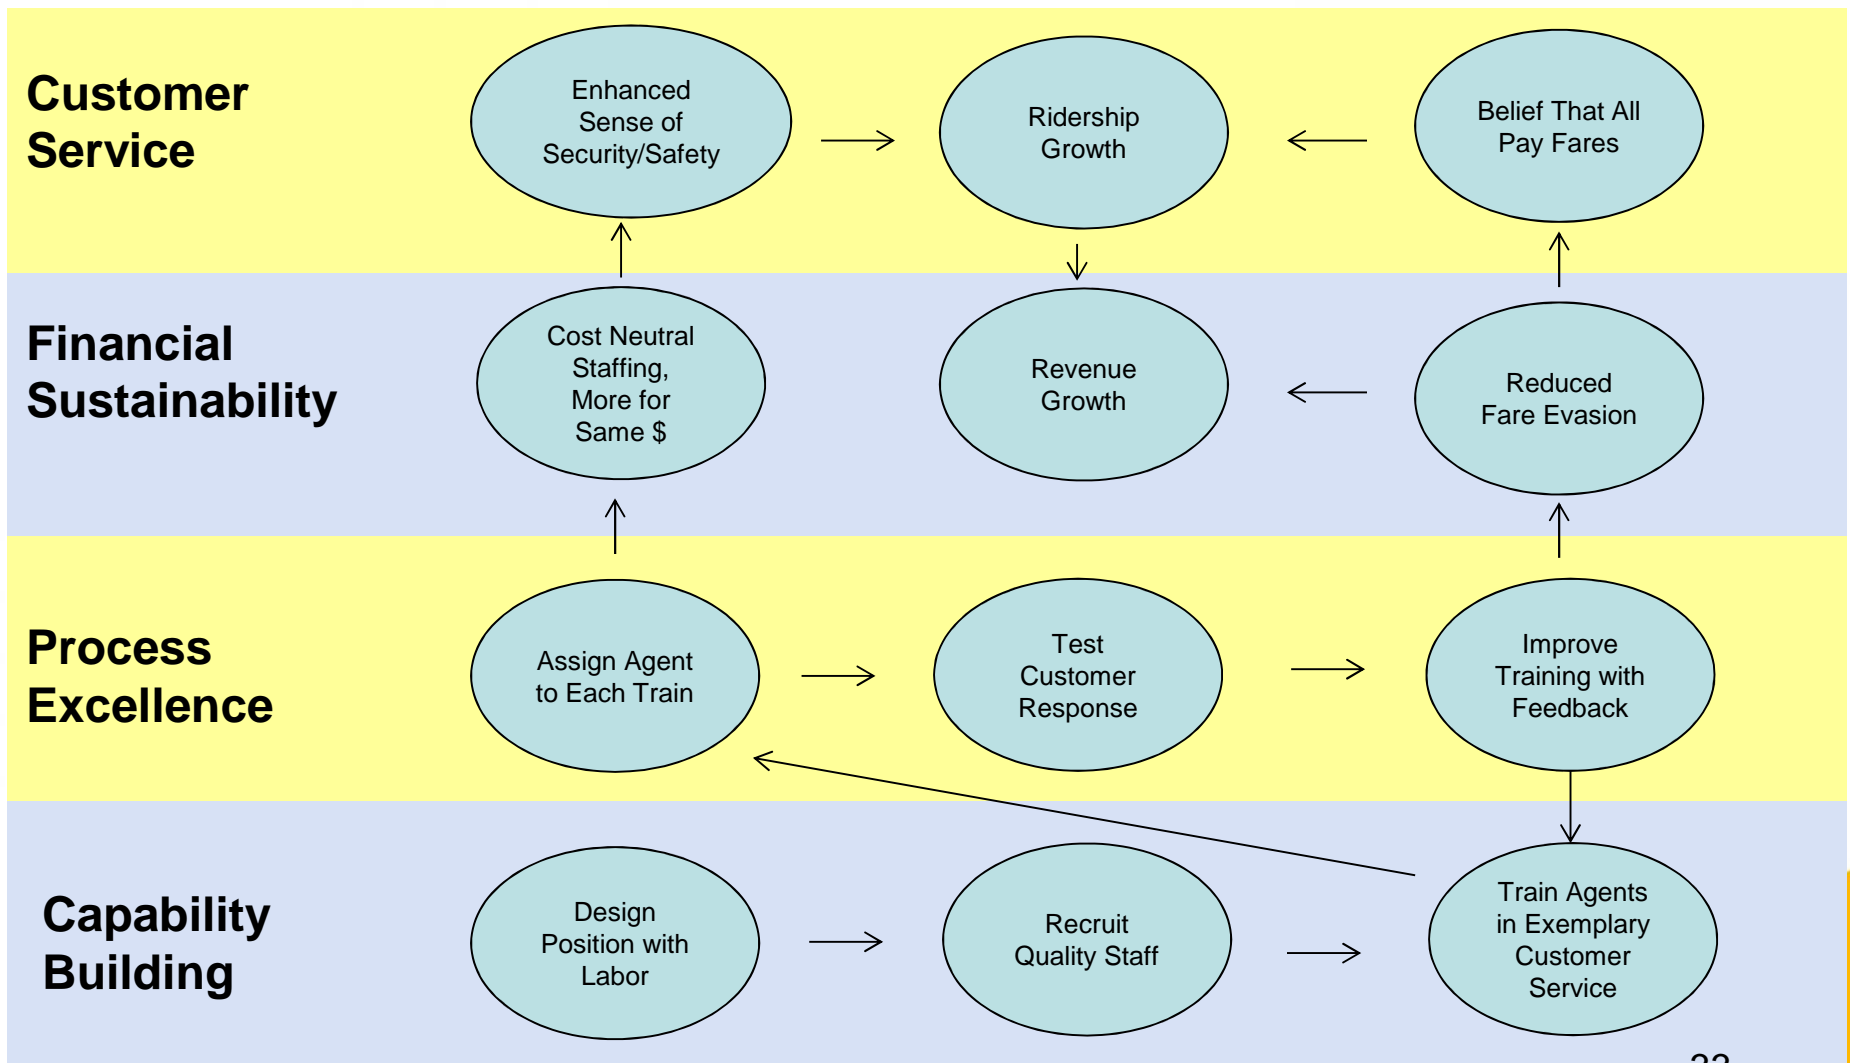 Customer
Service
Enhanced
Sense of
Security/Safety
Ridership
Growth
Belief That All
Pay Fares
Financial
Sustainability
Cost Neutral
Staffing,
More for
Same $
Revenue
Growth
Reduced
Fare Evasion
Process
Excellence
Assign Agent
to Each Train
Test
Customer
Response
Improve
Training with
Feedback
Capability
Building
Design
Position with
Labor
Recruit
Quality Staff
Train Agents
in Exemplary
Customer
Service